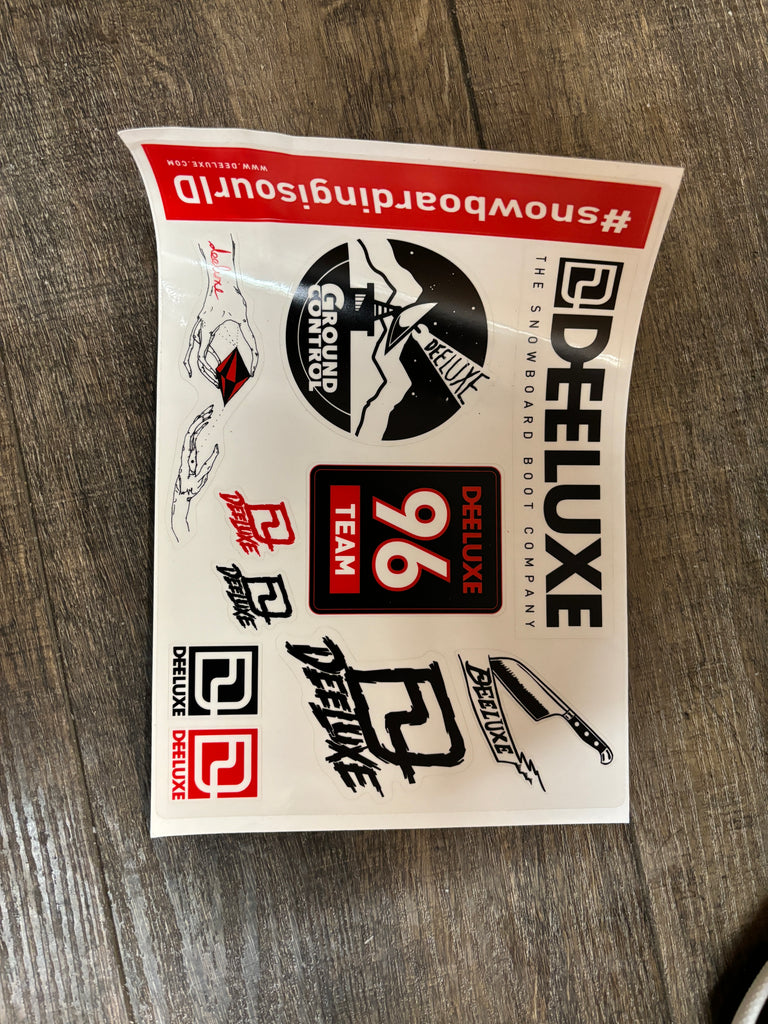 #snowboardingisourID
WWW.DEELUXE.COM
DEELUXE
THE SNOWBOARD BOOT COMPANY
DEELUXE
GROUND
CONTROL
deeluxe
DEELUXE
96
TEAM
DEELUXE
DEELUXE
DEELUXE
DEELUXE
DEELUXE
DEELUXE